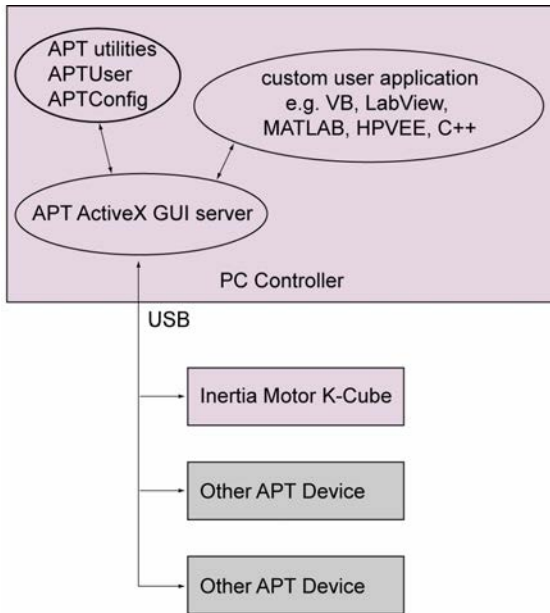 APT utilities
APTUser
APTConfig
custom user application
e.g. VB, LabView,
MATLAB, HPVEE, C++
APT ActiveX GUI server
PC Controller
USB
Inertia Motor K-Cube
Other APT Device
Other APT Device